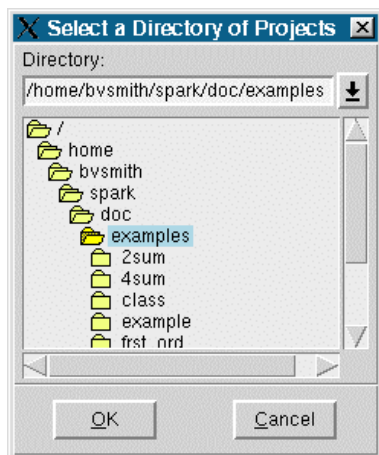 Select a Directory of Projects
Directory:
/home/bvsmith/spark/doc/examples
/
home
bvsmith
spark
doc
examples
2sum
4sum
class
example
frst_ord
OK
Cancel